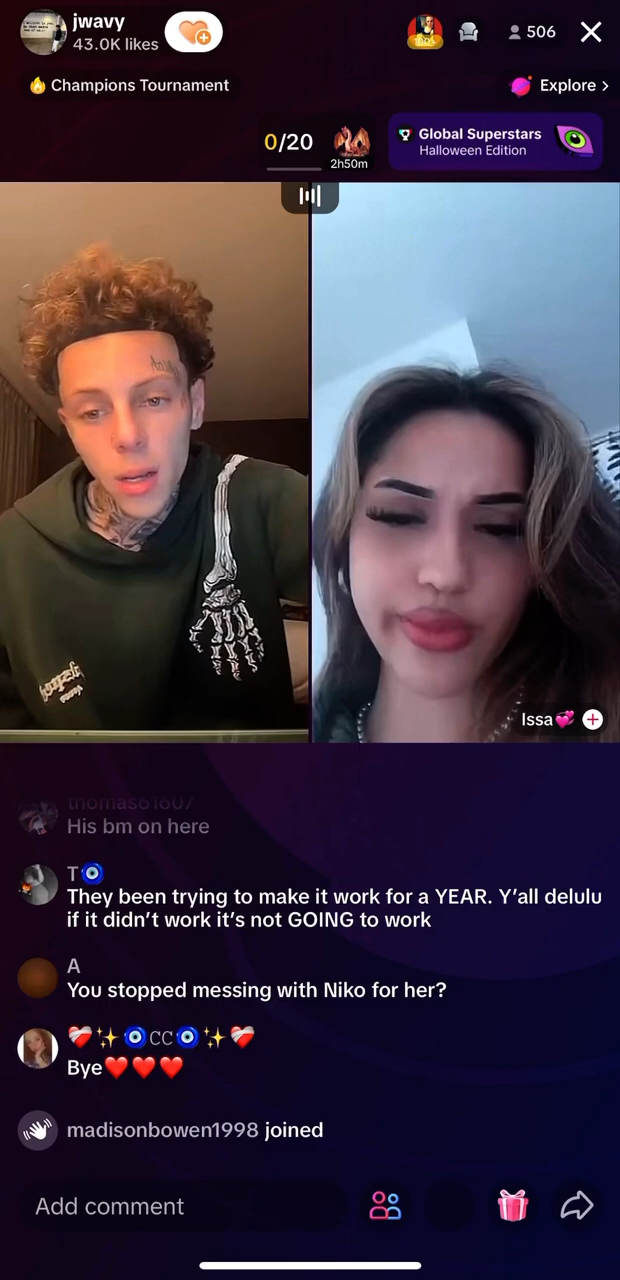 jwavy
43.0K likes
506
🔥 Champions Tournament
Explore >
0/20
2h50m
Global Superstars
Halloween Edition
Issa💞
thomas61607
His bm on here
T🧿
They been trying to make it work for a YEAR. Y'all delulu
if it didn't work it's not GOING to work
A
You stopped messing with Niko for her?
❤️‍🩹✨🧿CC🧿✨❤️‍🩹
Bye❤️❤️❤️
madisonbowen1998 joined
Add comment